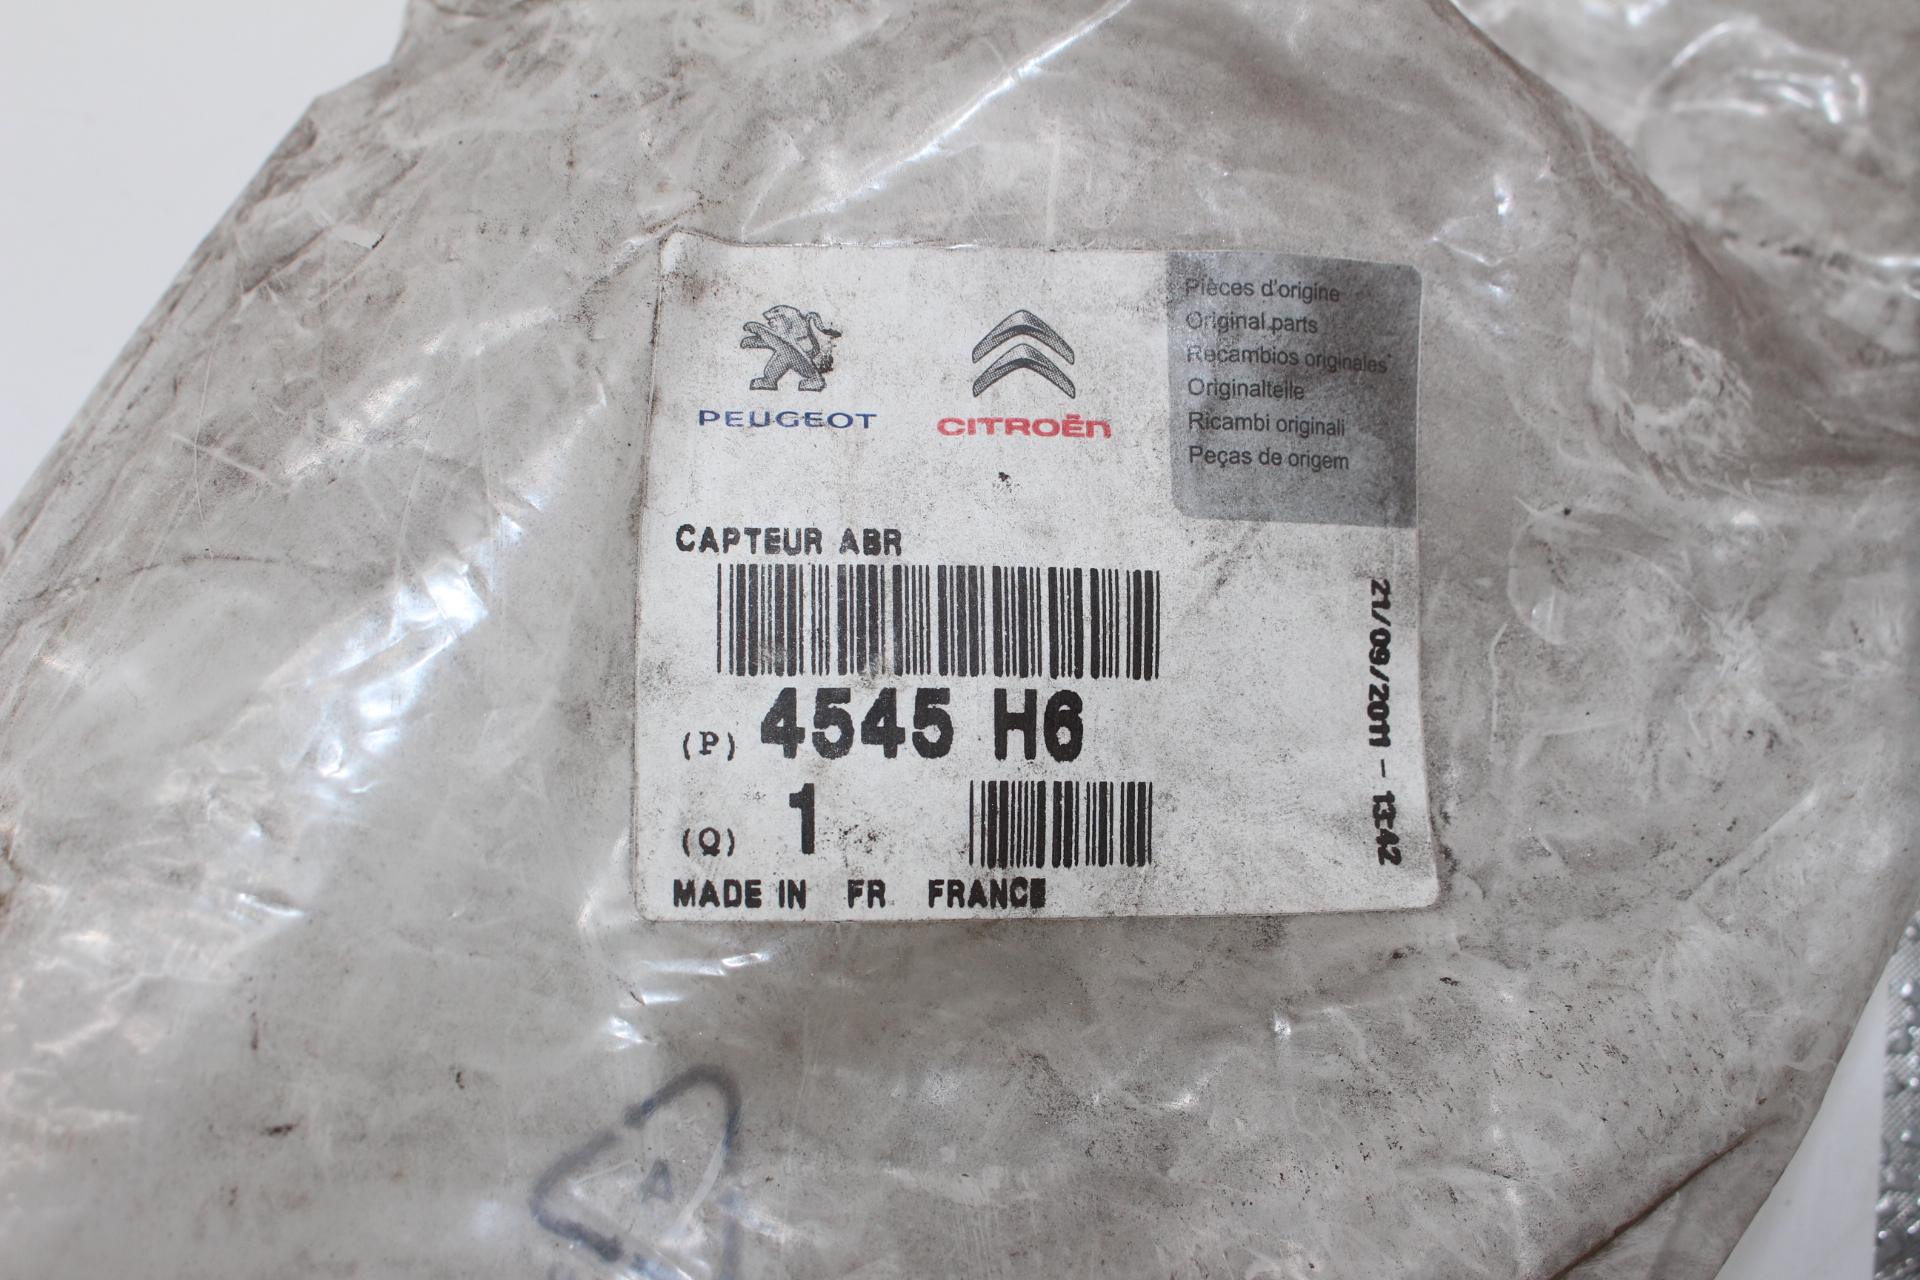 PEUGEOT
CITROËN
Pièces d'origine
Original parts
Recambios originales
Originalteile
Ricambi originali
Peças de origem
CAPTEUR ABR
(P) 4545 H6
(Q) 1
MADE IN FR FRANCE
21/09/2011 - 13:42
A